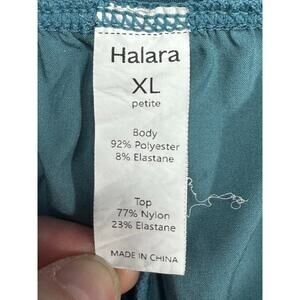 Halara
XL
petite
Body
92% Polyester
8% Elastane
Top
77% Nylon
23% Elastane
MADE IN CHINA